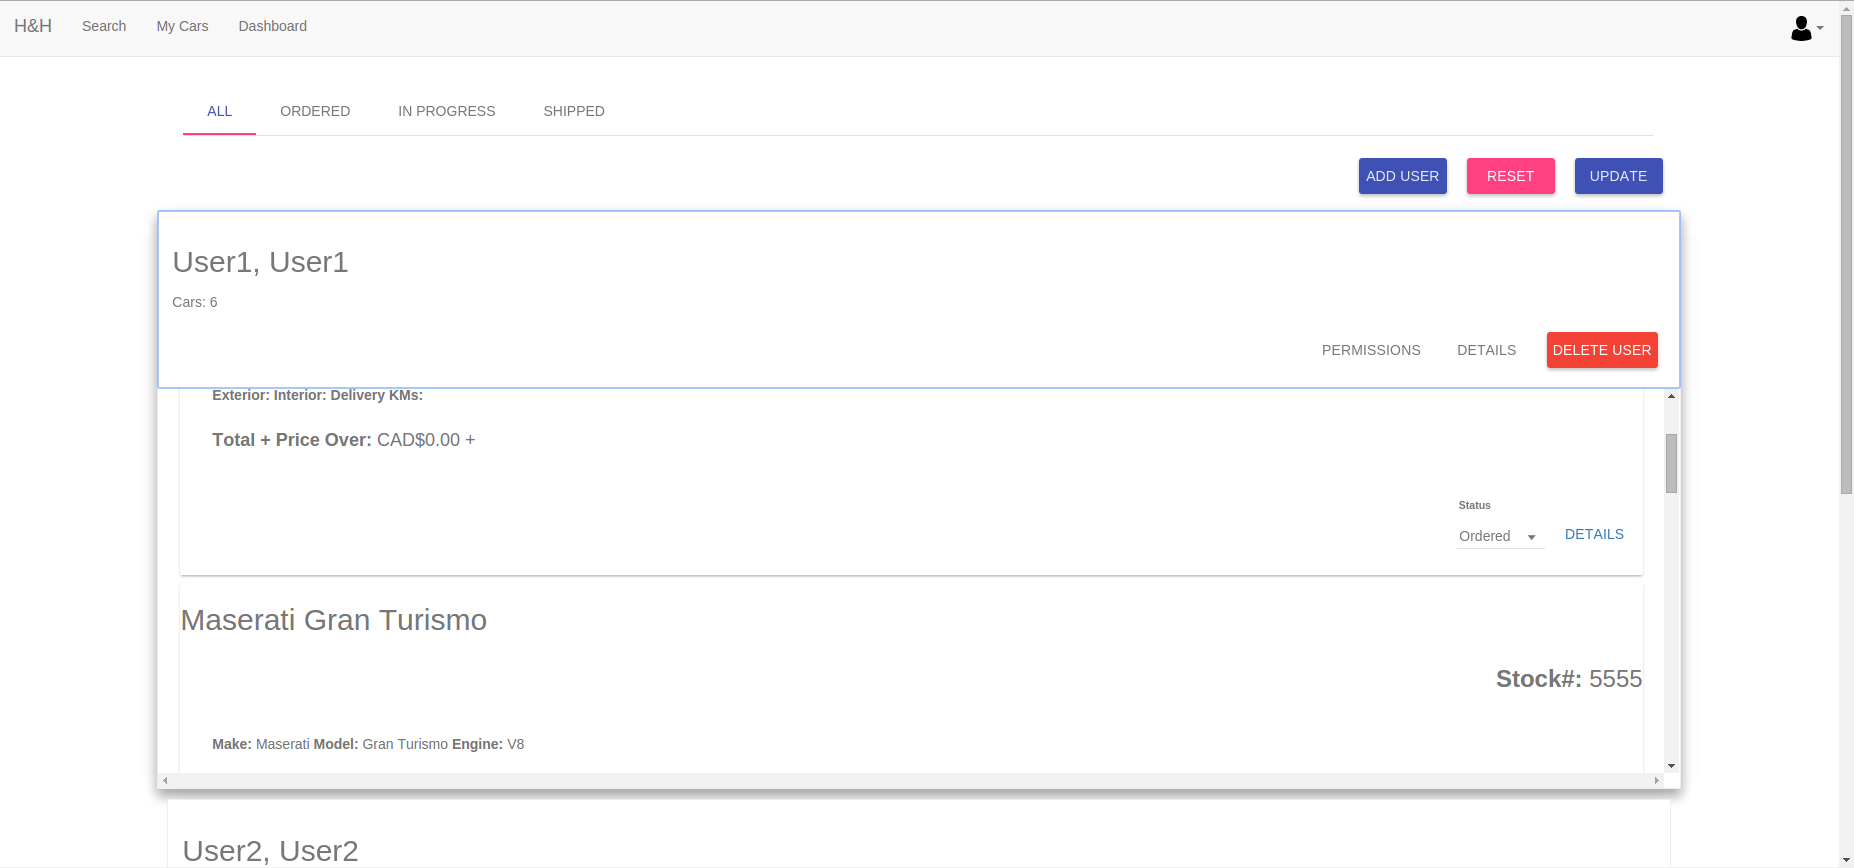 H&H Search My Cars Dashboard
ALL ORDERED IN PROGRESS SHIPPED
ADD USER RESET UPDATE
User1, User1
Cars: 6
PERMISSIONS DETAILS DELETE USER
Exterior: Interior: Delivery KMs:
Total + Price Over: CAD$0.00 +
Status
Ordered DETAILS
Maserati Gran Turismo
Stock#: 5555
Make: Maserati Model: Gran Turismo Engine: V8
User2, User2